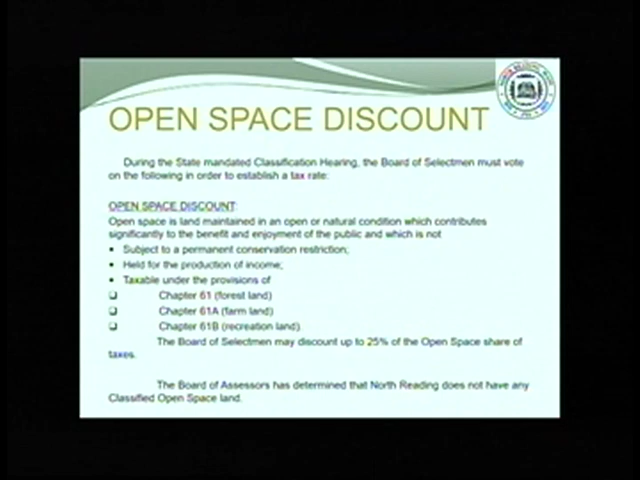 OPEN SPACE DISCOUNT
During the State mandated Classification Hearing, the Board of Selectmen must vote
on the following in order to establish a tax rate:
OPEN SPACE DISCOUNT:
Open space is land maintained in an open or natural condition which contributes
significantly to the benefit and enjoyment of the public and which is not
• Subject to a permanent conservation restriction;
• Held for the production of income;
• Taxable under the provisions of
❑ Chapter 61 (forest land)
❑ Chapter 61A (farm land)
❑ Chapter 61B (recreation land)
The Board of Selectmen may discount up to 25% of the Open Space share of
taxes.
The Board of Assessors has determined that North Reading does not have any
Classified Open Space land.